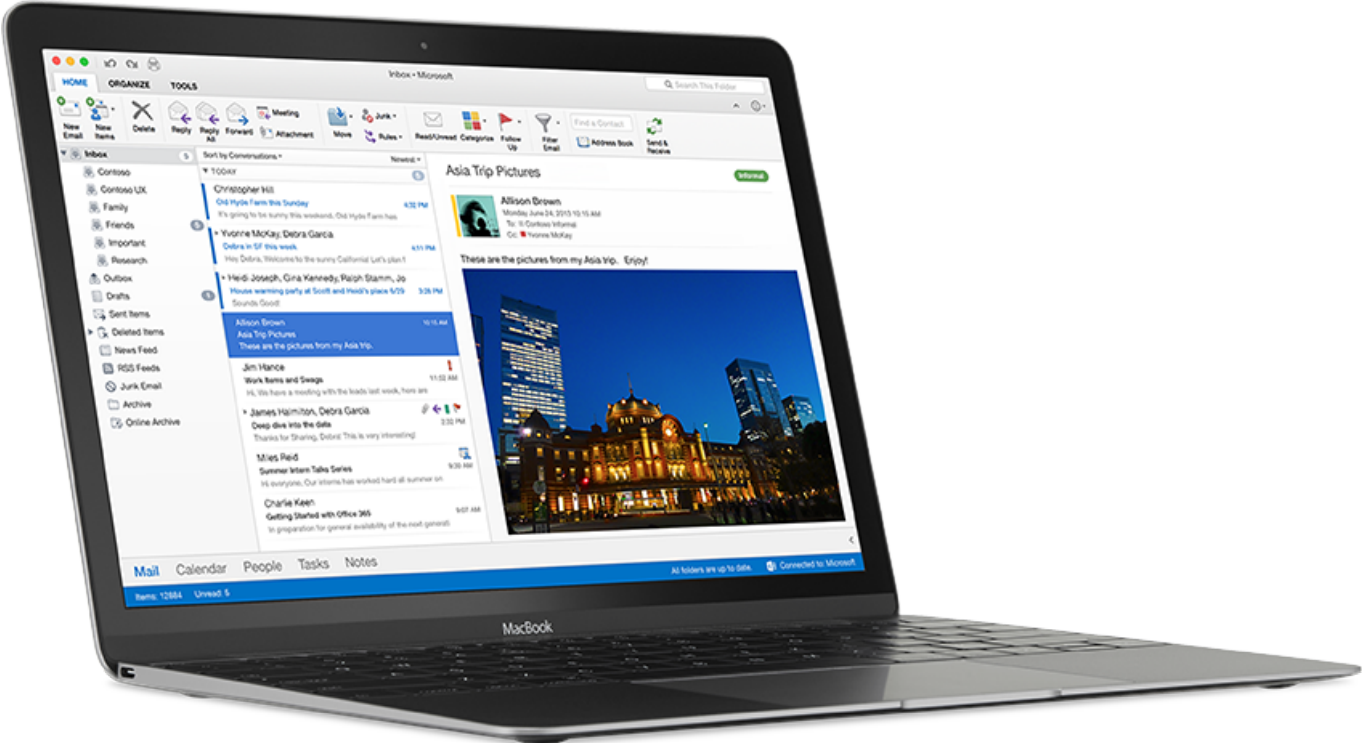 Inbox • Microsoft
Search This Folder
HOME ORGANIZE TOOLS
New Email
New Items
Delete
Reply
Reply All
Forward
Meeting
Attachment
Move
Junk
Rules
Read/Unread
Categorize
Follow Up
Filter Email
Find a Contact
Address Book
Send & Receive
Inbox 5
Contoso
Contoso UX
Family
Friends 5
Important
Research
Outbox
Drafts 1
Sent Items
Deleted Items
News Feed
RSS Feeds
Junk Email
Archive
Online Archive
Sort by Conversations Newest
TODAY
Christopher Hill
Old Hyde Farm this Sunday 4:32 PM
It's going to be sunny this weekend. Old Hyde Farm has
Yvonne McKay, Debra Garcia
Debra in SF this week 4:11 PM
Hey Debra, Welcome to the sunny California! Let's plan f
Heidi Joseph, Gina Kennedy, Ralph Stamm, Jo
House warming party at Scott and Heidi's place 6/29 3:26 PM
Sounds Good!
Allison Brown 10:15 AM
Asia Trip Pictures
These are the pictures from my Asia trip.
Jim Hance
Work Items and Swags 11:52 AM
Hi, We have a meeting with the leads last week, here are
James Halmilton, Debra Garcia
Deep dive into the data 2:32 PM
Thanks for Sharing, Debra! This is very interesting!
Miles Reid
Summer Intern Talks Series 9:30 AM
Hi everyone, Our interns has worked hard all summer on
Charlie Keen
Getting Started with Office 365 9:07 AM
In preparation for general availability of the next generati
Asia Trip Pictures
Informal
Allison Brown
Monday June 24, 2013 10:15 AM
To: Contoso Informal
Cc: Yvonne McKay
These are the pictures from my Asia trip. Enjoy!
Mail Calendar People Tasks Notes
Items: 12884 Unread: 5
All folders are up to date. Connected to: Microsoft
MacBook